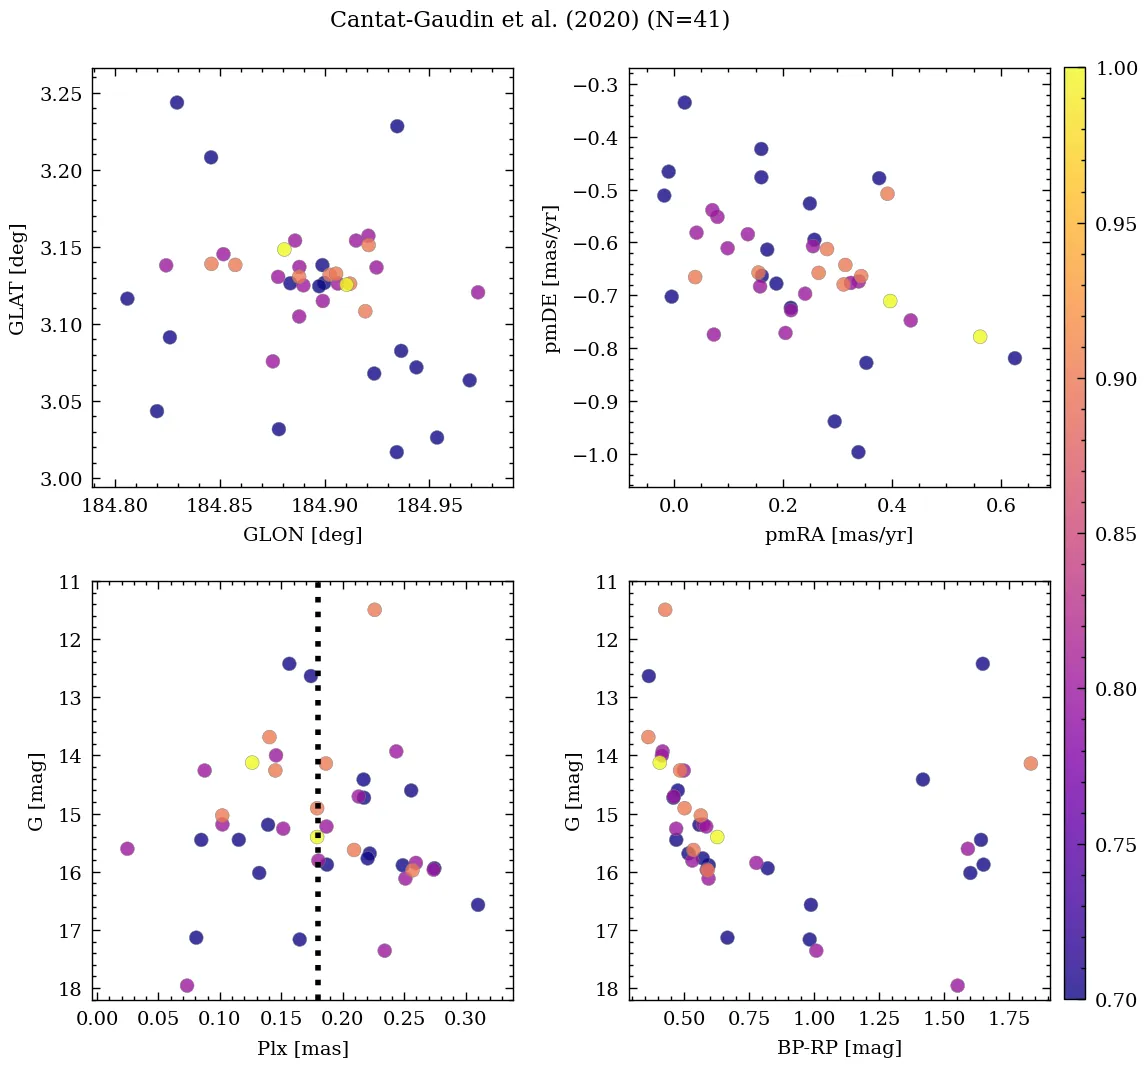 Cantat-Gaudin et al. (2020) (N=41)
3.25
3.20
3.15
3.10
3.05
3.00
GLAT [deg]
184.80 184.85 184.90 184.95
GLON [deg]
−0.3
−0.4
−0.5
−0.6
−0.7
−0.8
−0.9
−1.0
pmDE [mas/yr]
0.0 0.2 0.4 0.6
pmRA [mas/yr]
11
12
13
14
15
16
17
18
G [mag]
0.00 0.05 0.10 0.15 0.20 0.25 0.30
Plx [mas]
11
12
13
14
15
16
17
18
G [mag]
0.50 0.75 1.00 1.25 1.50 1.75
BP-RP [mag]
1.00
0.95
0.90
0.85
0.80
0.75
0.70